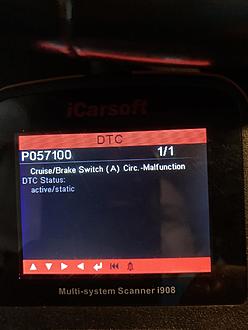 iCarsoft
DTC
P057100 1/1
Cruise/Brake Switch (A) Circ.-Malfunction
DTC Status:
active/static
Multi-system Scanner i908